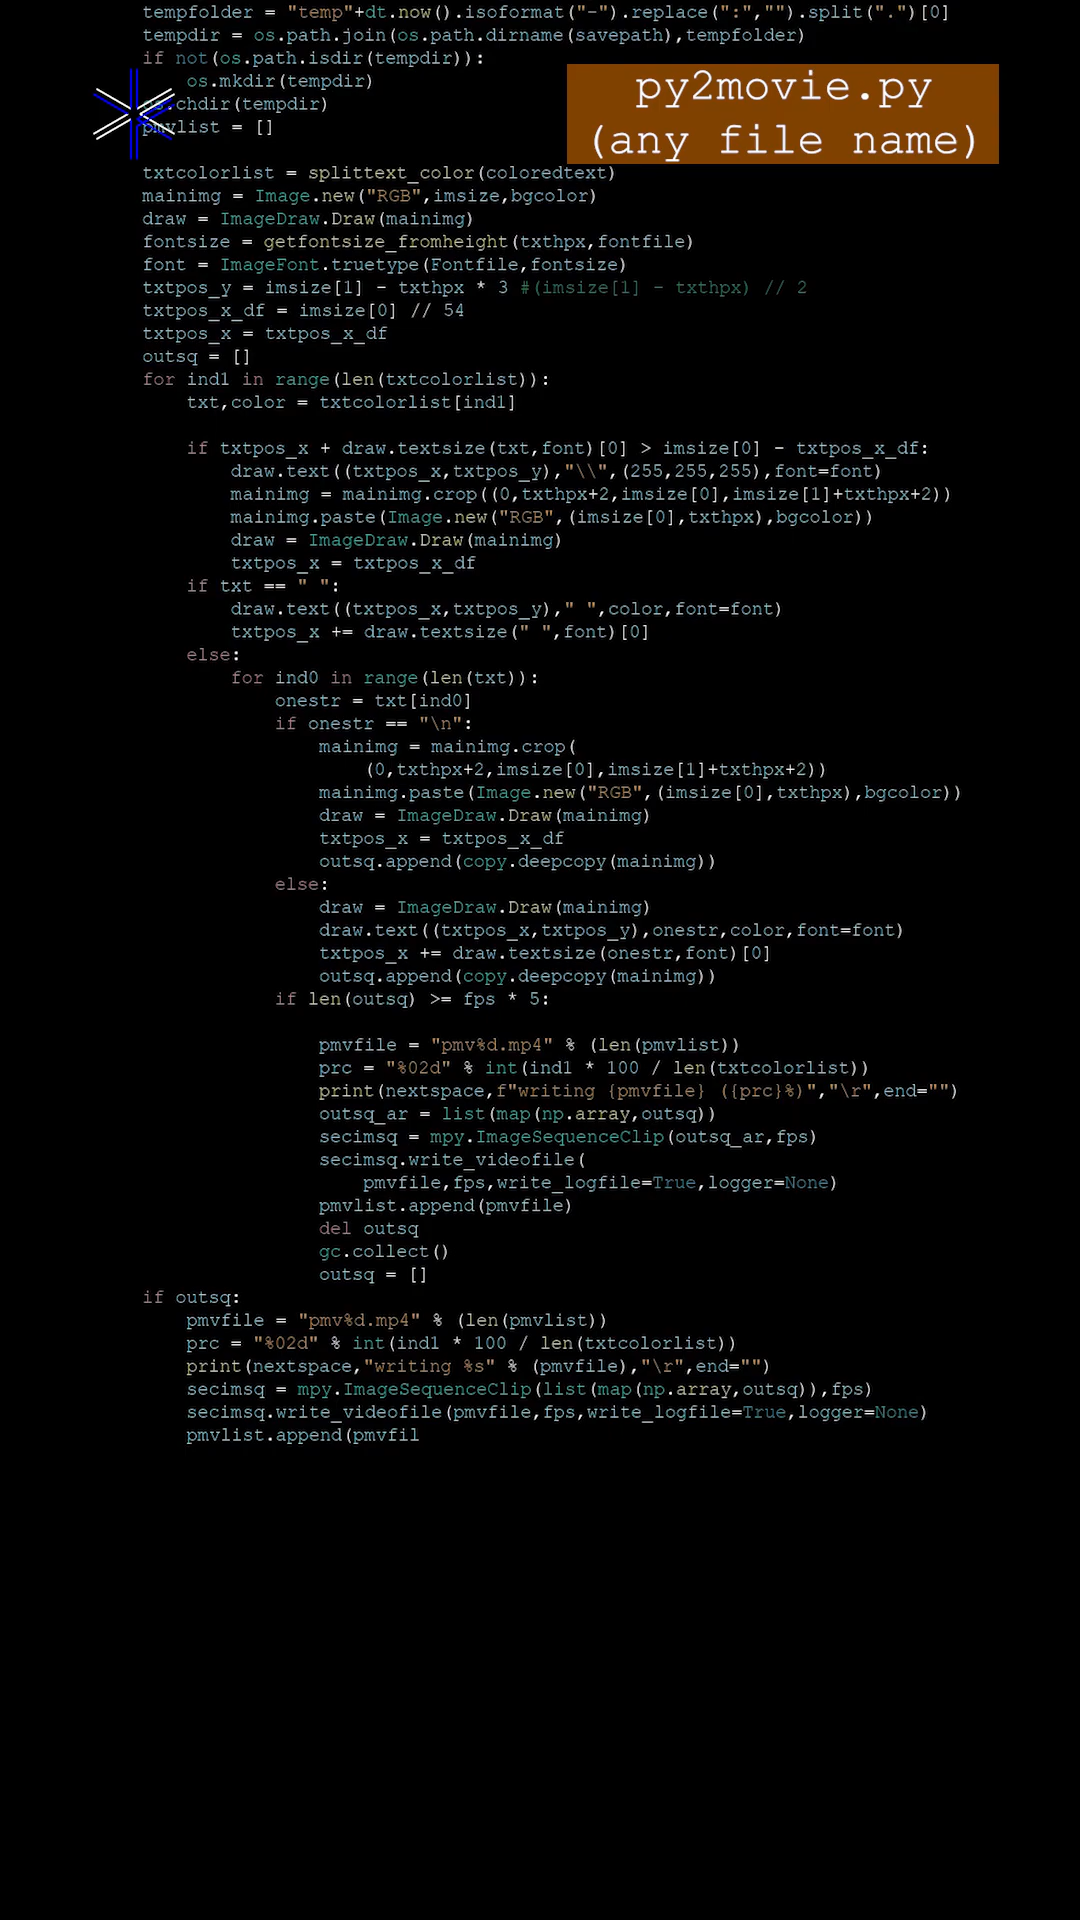 tempfolder = "temp"+dt.now().isoformat("-").replace(":","").split(".")[0]
tempdir = os.path.join(os.path.dirname(savepath),tempfolder)
if not(os.path.isdir(tempdir)):
    os.mkdir(tempdir)
os.chdir(tempdir)
pmvlist = []
py2movie.py
(any file name)
txtcolorlist = splittext_color(coloredtext)
mainimg = Image.new("RGB",imsize,bgcolor)
draw = ImageDraw.Draw(mainimg)
fontsize = getfontsize_fromheight(txthpx,fontfile)
font = ImageFont.truetype(Fontfile,fontsize)
txtpos_y = imsize[1] - txthpx * 3 #(imsize[1] - txthpx) // 2
txtpos_x_df = imsize[0] // 54
txtpos_x = txtpos_x_df
outsq = []
for ind1 in range(len(txtcolorlist)):
    txt,color = txtcolorlist[ind1]
    if txtpos_x + draw.textsize(txt,font)[0] > imsize[0] - txtpos_x_df:
        draw.text((txtpos_x,txtpos_y),"\\",(255,255,255),font=font)
        mainimg = mainimg.crop((0,txthpx+2,imsize[0],imsize[1]+txthpx+2))
        mainimg.paste(Image.new("RGB",(imsize[0],txthpx),bgcolor))
        draw = ImageDraw.Draw(mainimg)
        txtpos_x = txtpos_x_df
    if txt == " ":
        draw.text((txtpos_x,txtpos_y)," ",color,font=font)
        txtpos_x += draw.textsize(" ",font)[0]
    else:
        for ind0 in range(len(txt)):
            onestr = txt[ind0]
            if onestr == "\n":
                mainimg = mainimg.crop(
                    (0,txthpx+2,imsize[0],imsize[1]+txthpx+2))
                mainimg.paste(Image.new("RGB",(imsize[0],txthpx),bgcolor))
                draw = ImageDraw.Draw(mainimg)
                txtpos_x = txtpos_x_df
                outsq.append(copy.deepcopy(mainimg))
            else:
                draw = ImageDraw.Draw(mainimg)
                draw.text((txtpos_x,txtpos_y),onestr,color,font=font)
                txtpos_x += draw.textsize(onestr,font)[0]
                outsq.append(copy.deepcopy(mainimg))
            if len(outsq) >= fps * 5:
                pmvfile = "pmv%d.mp4" % (len(pmvlist))
                prc = "%02d" % int(ind1 * 100 / len(txtcolorlist))
                print(nextspace,f"writing {pmvfile} ({prc}%)","\r",end="")
                outsq_ar = list(map(np.array,outsq))
                secimsq = mpy.ImageSequenceClip(outsq_ar,fps)
                secimsq.write_videofile(
                    pmvfile,fps,write_logfile=True,logger=None)
                pmvlist.append(pmvfile)
                del outsq
                gc.collect()
                outsq = []
if outsq:
    pmvfile = "pmv%d.mp4" % (len(pmvlist))
    prc = "%02d" % int(ind1 * 100 / len(txtcolorlist))
    print(nextspace,"writing %s" % (pmvfile),"\r",end="")
    secimsq = mpy.ImageSequenceClip(list(map(np.array,outsq)),fps)
    secimsq.write_videofile(pmvfile,fps,write_logfile=True,logger=None)
    pmvlist.append(pmvfil